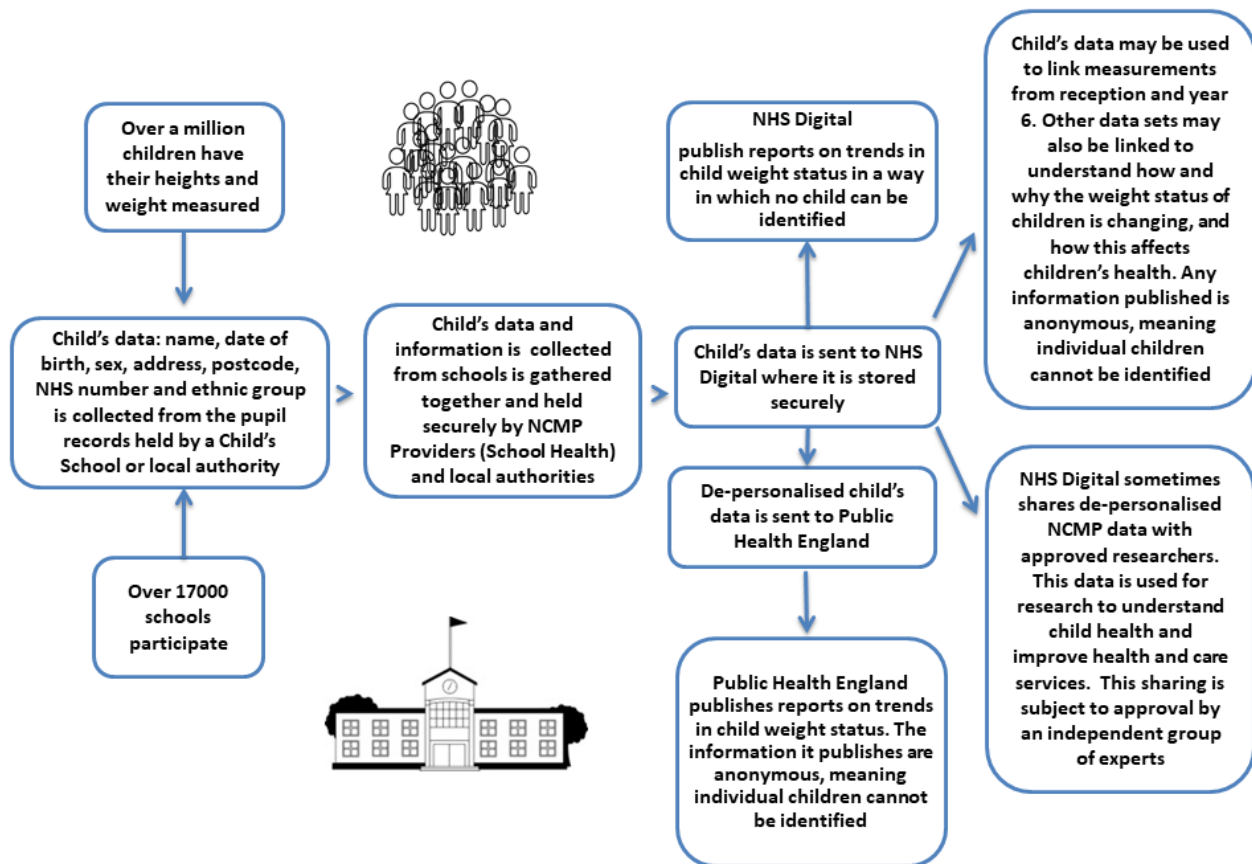 Over a million
children have
their heights and
weight measured
Child’s data: name, date of
birth, sex, address, postcode,
NHS number and ethnic group
is collected from the pupil
records held by a Child’s
School or local authority
Over 17000
schools
participate
Child’s data and
information is collected
from schools is gathered
together and held
securely by NCMP
Providers (School Health)
and local authorities
NHS Digital
publish reports on trends in
child weight status in a way
in which no child can be
identified
Child’s data is sent to NHS
Digital where it is stored
securely
De-personalised child’s
data is sent to Public
Health England
Public Health England
publishes reports on trends
in child weight status. The
information it publishes are
anonymous, meaning
individual children cannot
be identified
Child’s data may be used
to link measurements
from reception and year
6. Other data sets may
also be linked to
understand how and
why the weight status of
children is changing, and
how this affects
children’s health. Any
information published is
anonymous, meaning
individual children
cannot be identified
NHS Digital sometimes
shares de-personalised
NCMP data with
approved researchers.
This data is used for
research to understand
child health and
improve health and care
services. This sharing is
subject to approval by
an independent group
of experts